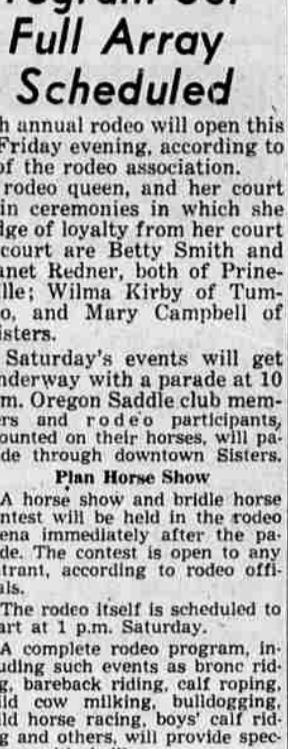 Full Array
Scheduled
h annual rodeo will open this
Friday evening, according to
of the rodeo association.
rodeo queen, and her court
in ceremonies in which she
dge of loyalty from her court
court are Betty Smith and
anet Redner, both of Prine-
lle; Wilma Kirby of Tum-
o, and Mary Campbell of
isters.
Saturday's events will get
nderway with a parade at 10
m. Oregon Saddle club mem-
ers and rodeo participants,
ounted on their horses, will pa-
de through downtown Sisters.
Plan Horse Show
A horse show and bridle horse
ntest will be held in the rodeo
ena immediately after the pa-
de. The contest is open to any
trant, according to rodeo offi-
als.
The rodeo itself is scheduled to
art at 1 p.m. Saturday.
A complete rodeo program, in-
uding such events as bronc rid-
g, bareback riding, calf roping,
ild cow milking, bulldogging,
ild horse racing, boys' calf rid-
g and others, will provide spec-